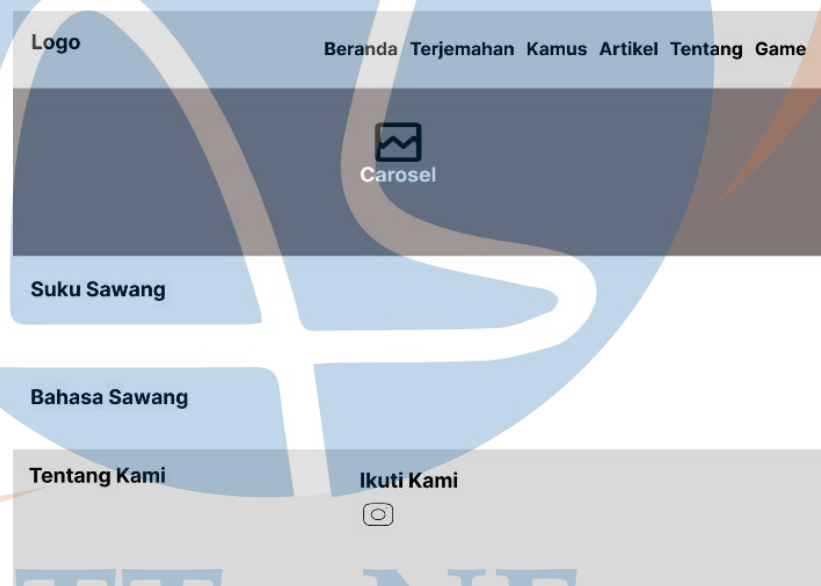 Logo
Beranda Terjemahan Kamus Artikel Tentang Game
Carosel
Suku Sawang
Bahasa Sawang
Tentang Kami
Ikuti Kami